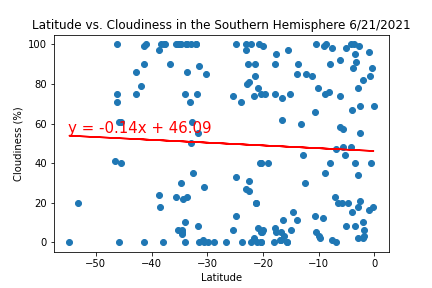 Latitude vs. Cloudiness in the Southern Hemisphere 6/21/2021
100
80
60
40
20
0
Cloudiness (%)
y = -0.14x + 46.09
−50 −40 −30 −20 −10 0
Latitude